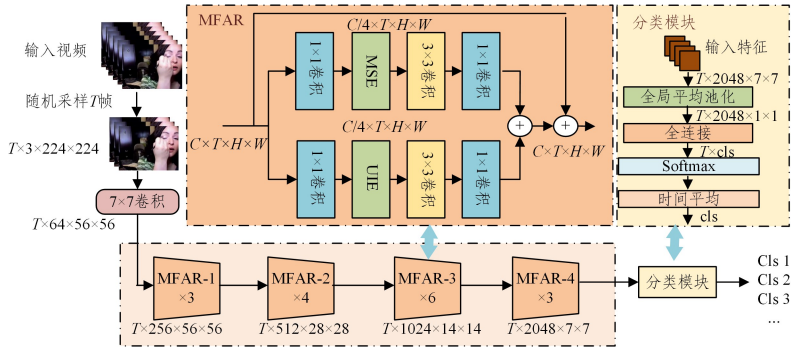 输入视频
随机采样T帧
T×3×224×224
7×7卷积
T×64×56×56
MFAR
C/4×T×H×W
1×1卷积
MSE
3×3卷积
1×1卷积
C×T×H×W
C/4×T×H×W
1×1卷积
UIE
3×3卷积
1×1卷积
+
+
C×T×H×W
分类模块
输入特征
T×2048×7×7
全局平均池化
T×2048×1×1
全连接
T×cls
Softmax
时间平均
cls
MFAR-1
×3
T×256×56×56
MFAR-2
×4
T×512×28×28
MFAR-3
×6
T×1024×14×14
MFAR-4
×3
T×2048×7×7
分类模块
Cls 1
Cls 2
Cls 3
...